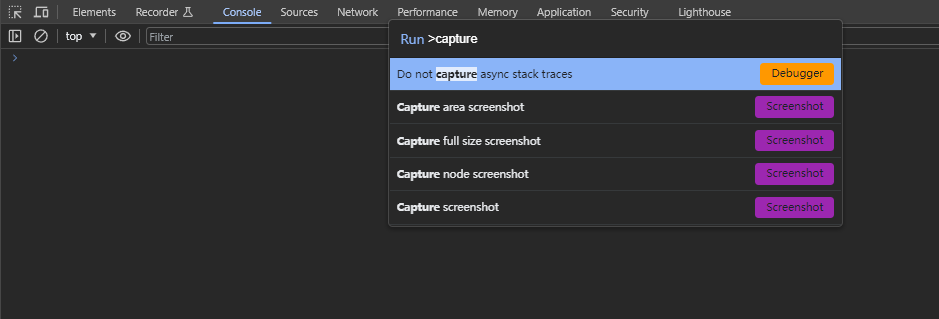 Elements Recorder Console Sources Network Performance Memory Application Security Lighthouse
top Filter
Run >capture
Do not capture async stack traces Debugger
Capture area screenshot Screenshot
Capture full size screenshot Screenshot
Capture node screenshot Screenshot
Capture screenshot Screenshot